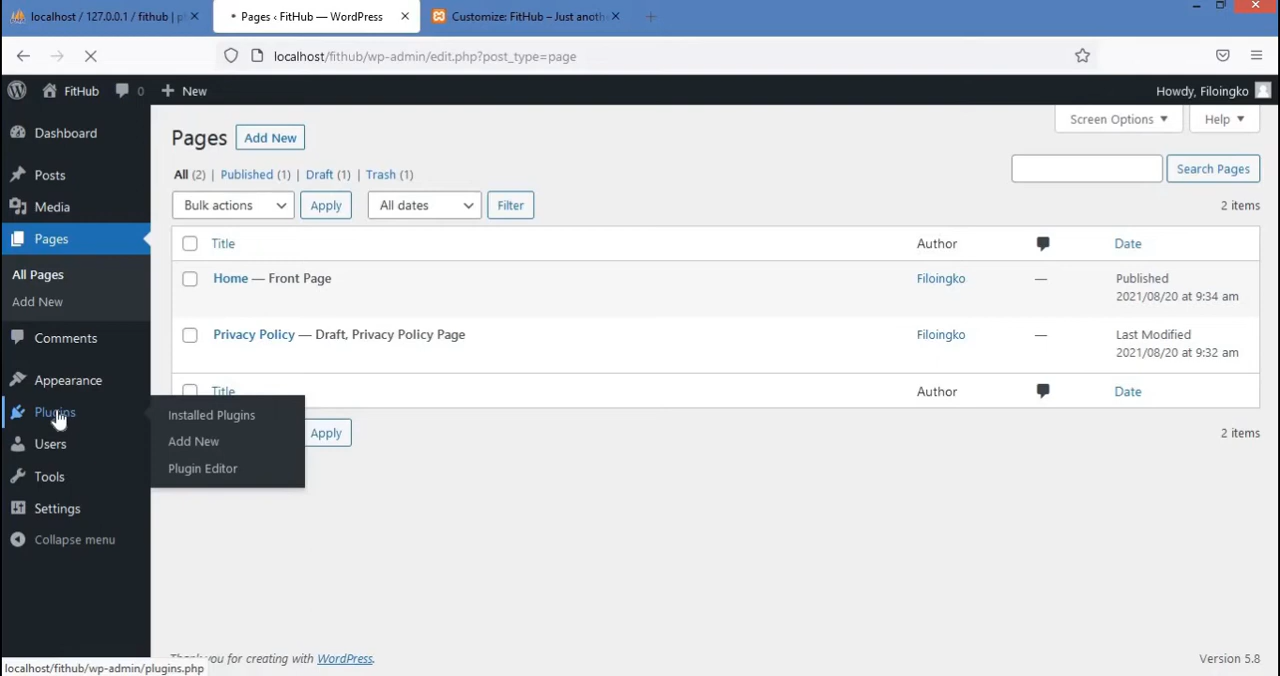 localhost / 127.0.0.1 / fithub | p
Pages ‹ FitHub — WordPress
Customize: FitHub – Just anoth
localhost/fithub/wp-admin/edit.php?post_type=page
FitHub
0
New
Howdy, Filoingko
Dashboard
Posts
Media
Pages
All Pages
Add New
Comments
Appearance
Plugins
Users
Tools
Settings
Collapse menu
Installed Plugins
Add New
Plugin Editor
Screen Options
Help
Pages
Add New
All (2) | Published (1) | Draft (1) | Trash (1)
Search Pages
Bulk actions
Apply
All dates
Filter
2 items
Title
Author
Date
Home — Front Page
Filoingko
—
Published
2021/08/20 at 9:34 am
Privacy Policy — Draft, Privacy Policy Page
Filoingko
—
Last Modified
2021/08/20 at 9:32 am
Title
Author
Date
Apply
2 items
Thank you for creating with WordPress.
Version 5.8
localhost/fithub/wp-admin/plugins.php